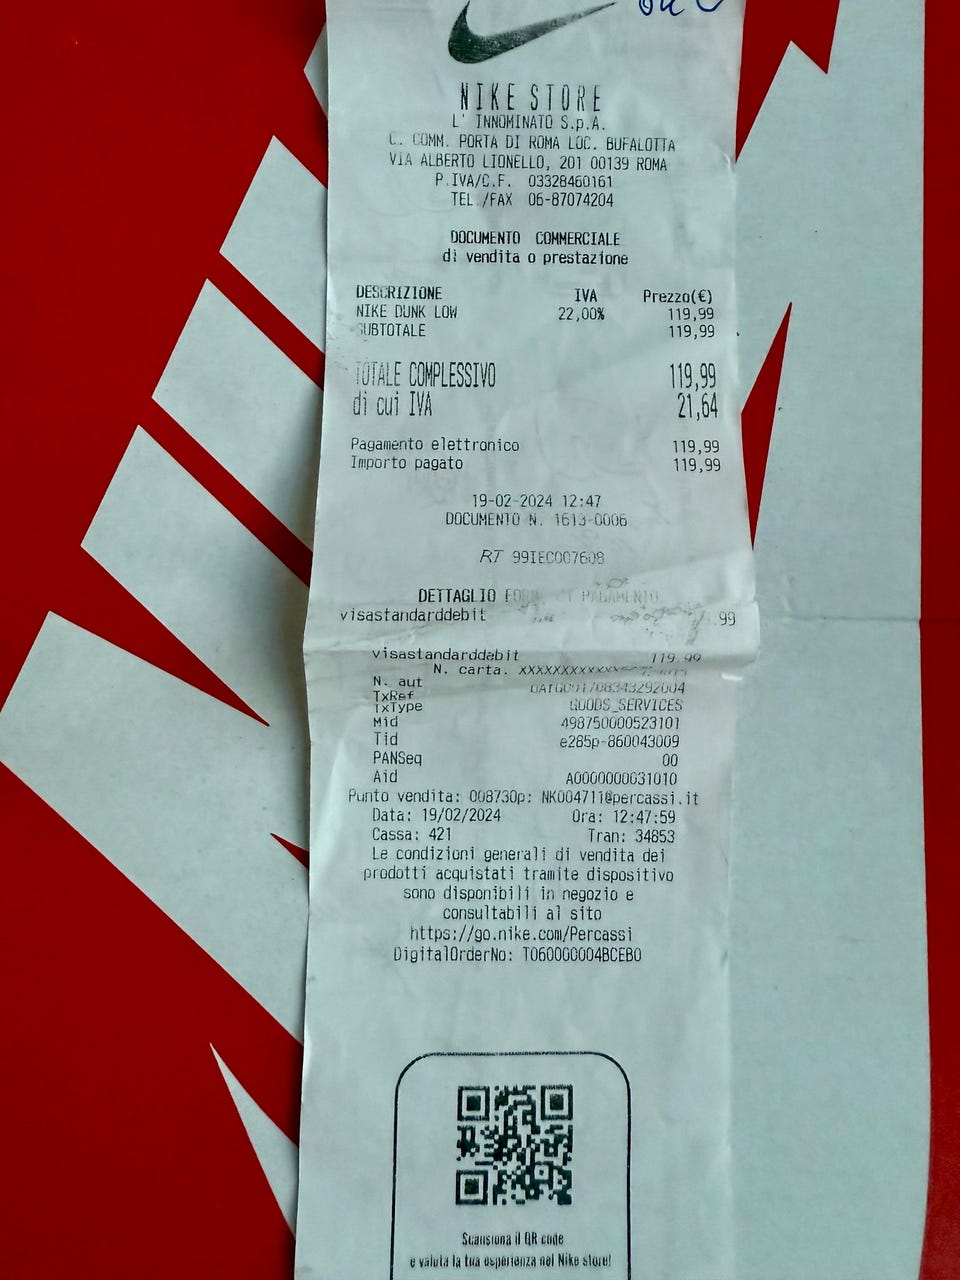 NIKE STORE
L' INNOMINATO S.p.A.
C. COMM. PORTA DI ROMA LOC. BUFALOTTA
VIA ALBERTO LIONELLO, 201 00139 ROMA
P.IVA/C.F. 03328460161
TEL./FAX 06-87074204
DOCUMENTO COMMERCIALE
di vendita o prestazione
DESCRIZIONE IVA Prezzo(€)
NIKE DUNK LOW 22,00% 119,99
SUBTOTALE 119,99
TOTALE COMPLESSIVO 119,99
di cui IVA 21,64
Pagamento elettronico 119,99
Importo pagato 119,99
19-02-2024 12:47
DOCUMENTO N. 1613-0006
RT 99IEC007608
DETTAGLIO PAGAMENTO
visastandarddebit .99
visastandarddebit 119.99
N. carta. XXXXXXXXXXXX
N. aut
TxRef
TxType GOODS_SERVICES
Mid 498750000523101
Tid e285p-860043009
PANSeq 00
Aid A0000000031010
Punto vendita: 008730p: NK004711@percassi.it
Data: 19/02/2024 Ora: 12:47:59
Cassa: 421 Tran: 34853
Le condizioni generali di vendita dei
prodotti acquistati tramite dispositivo
sono disponibili in negozio e
consultabili al sito
https://go.nike.com/Percassi
DigitalOrderNo: T060000004BCEBO
Scansiona il QR code
e valuta la tua esperienza nel Nike store!